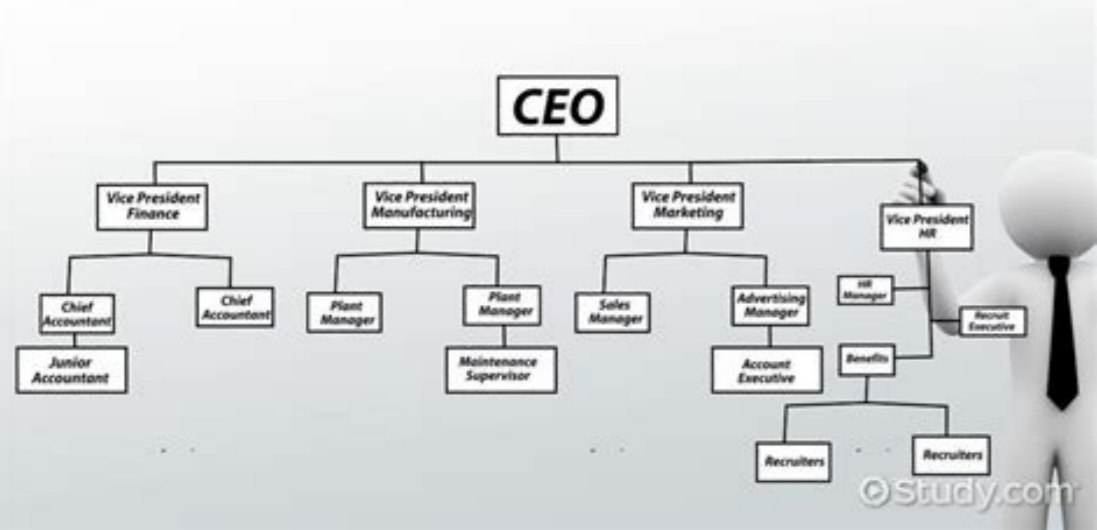 CEO
Vice President
Finance
Vice President
Manufacturing
Vice President
Marketing
Vice President
HR
Chief
Accountant
Chief
Accountant
Junior
Accountant
Plant
Manager
Plant
Manager
Maintenance
Supervisor
Sales
Manager
Advertising
Manager
Account
Executive
HR
Manager
Recruit
Executive
Benefits
Recruiters
Recruiters
Study.com